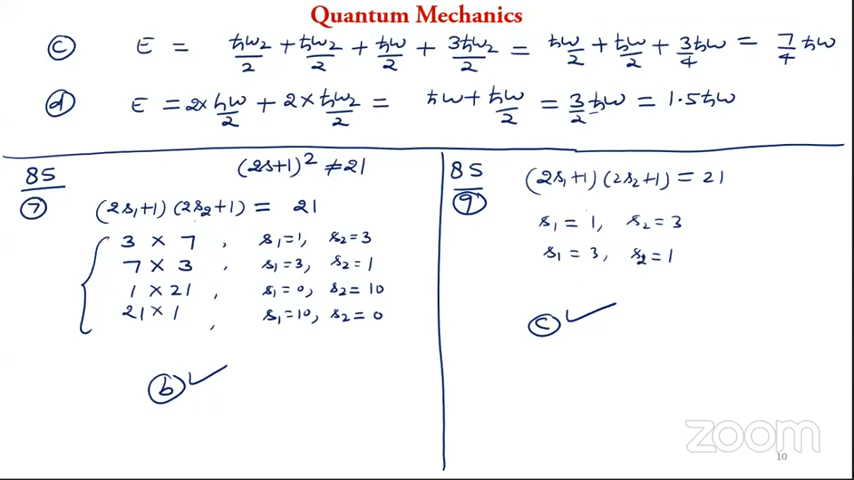 Quantum Mechanics
ⓒ E = ħω₂/2 + ħω₂/2 + ħω/2 + 3ħω₂/2 = ħω/2 + ħω/2 + 3/4 ħω = 7/4 ħω
ⓓ E = 2× ħω/2 + 2× ħω₂/2 = ħω + ħω/2 = 3/2 ħω = 1.5ħω
85
⑦
(2s+1)² ≠ 21
(2s₁+1) (2s₂+1) = 21
3 × 7 , s₁=1, s₂=3
7 × 3 , s₁=3, s₂=1
1 × 21 , s₁=0, s₂=10
21 × 1 , s₁=10, s₂=0
ⓑ ✓
85
⑨
(2s₁+1) (2s₂+1) = 21
s₁ = 1, s₂ = 3
s₁ = 3, s₂ = 1
ⓒ ✓
zoom
10